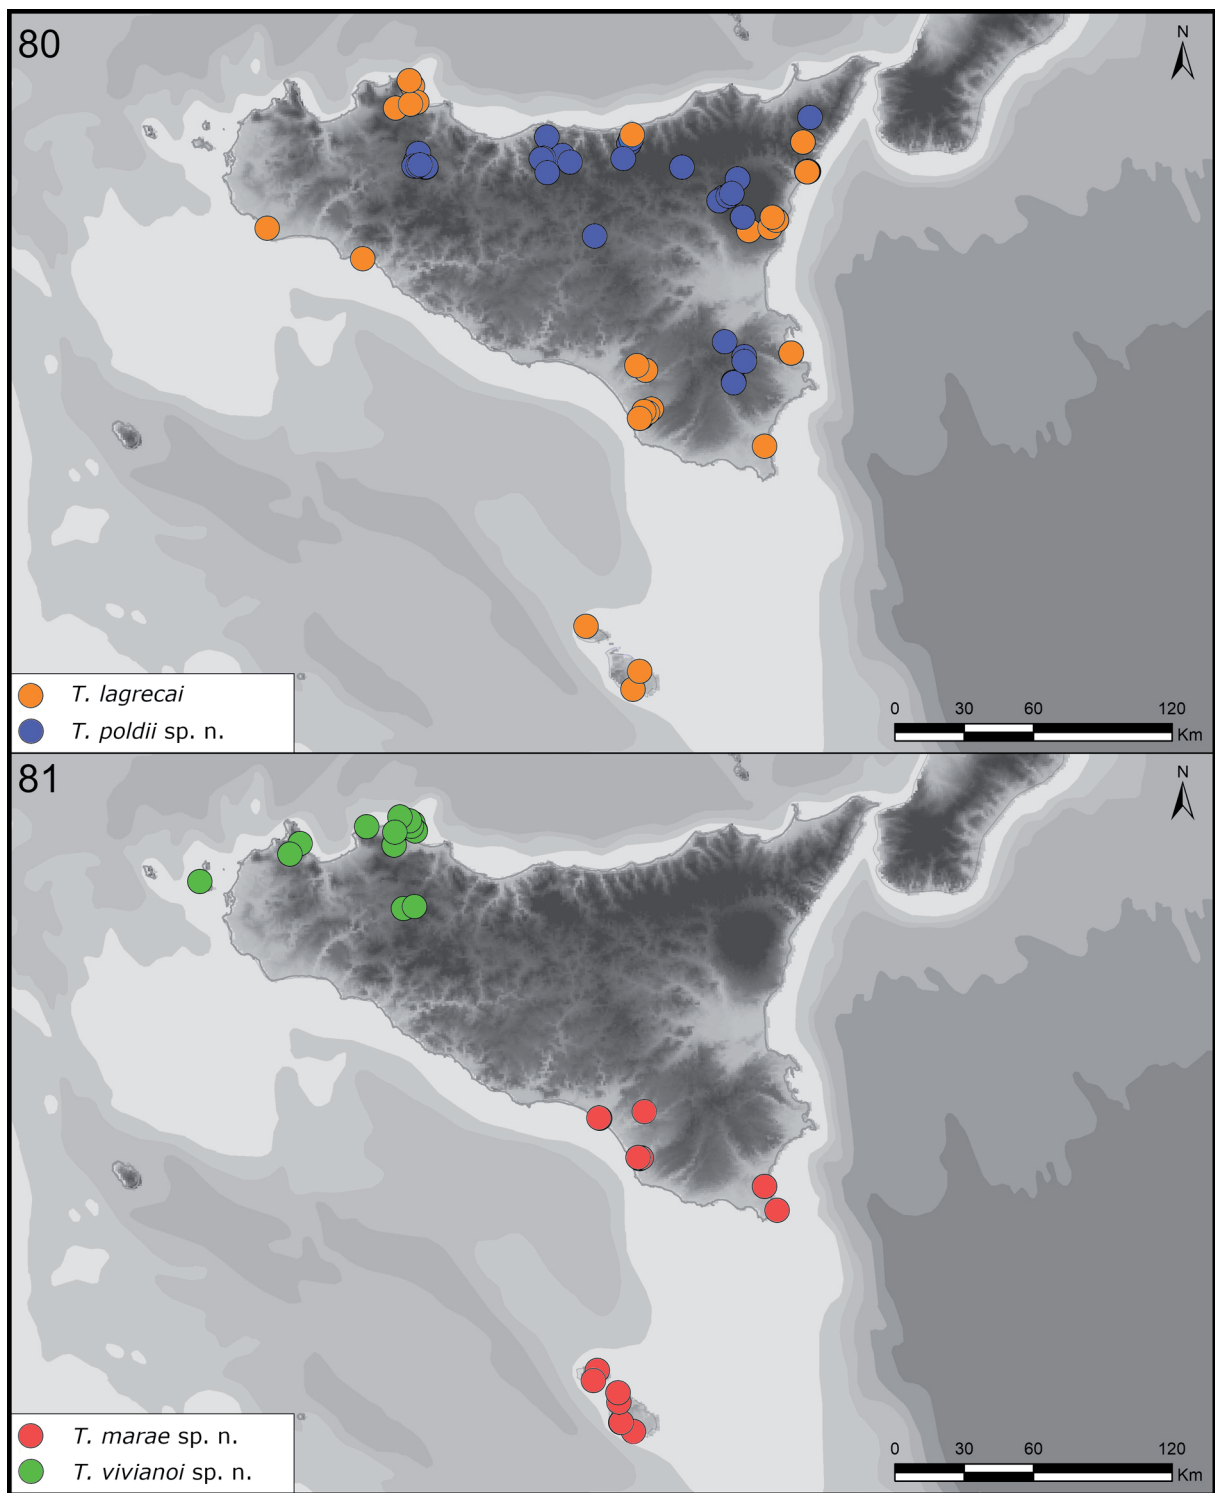 80
N
T. lagrecai
T. poldii sp. n.
0 30 60 120
Km
81
N
T. marae sp. n.
T. vivianoi sp. n.
0 30 60 120
Km